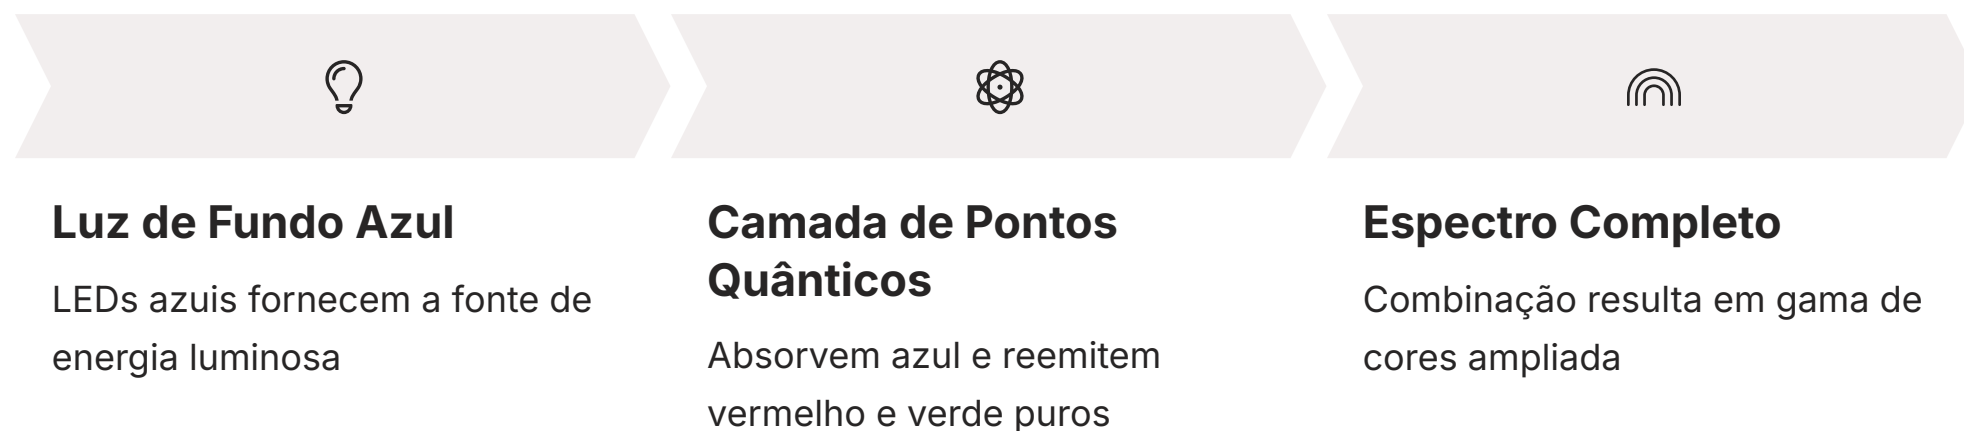 Luz de Fundo Azul
LEDs azuis fornecem a fonte de
energia luminosa
Camada de Pontos
Quânticos
Absorvem azul e reemitem
vermelho e verde puros
Espectro Completo
Combinação resulta em gama de
cores ampliada